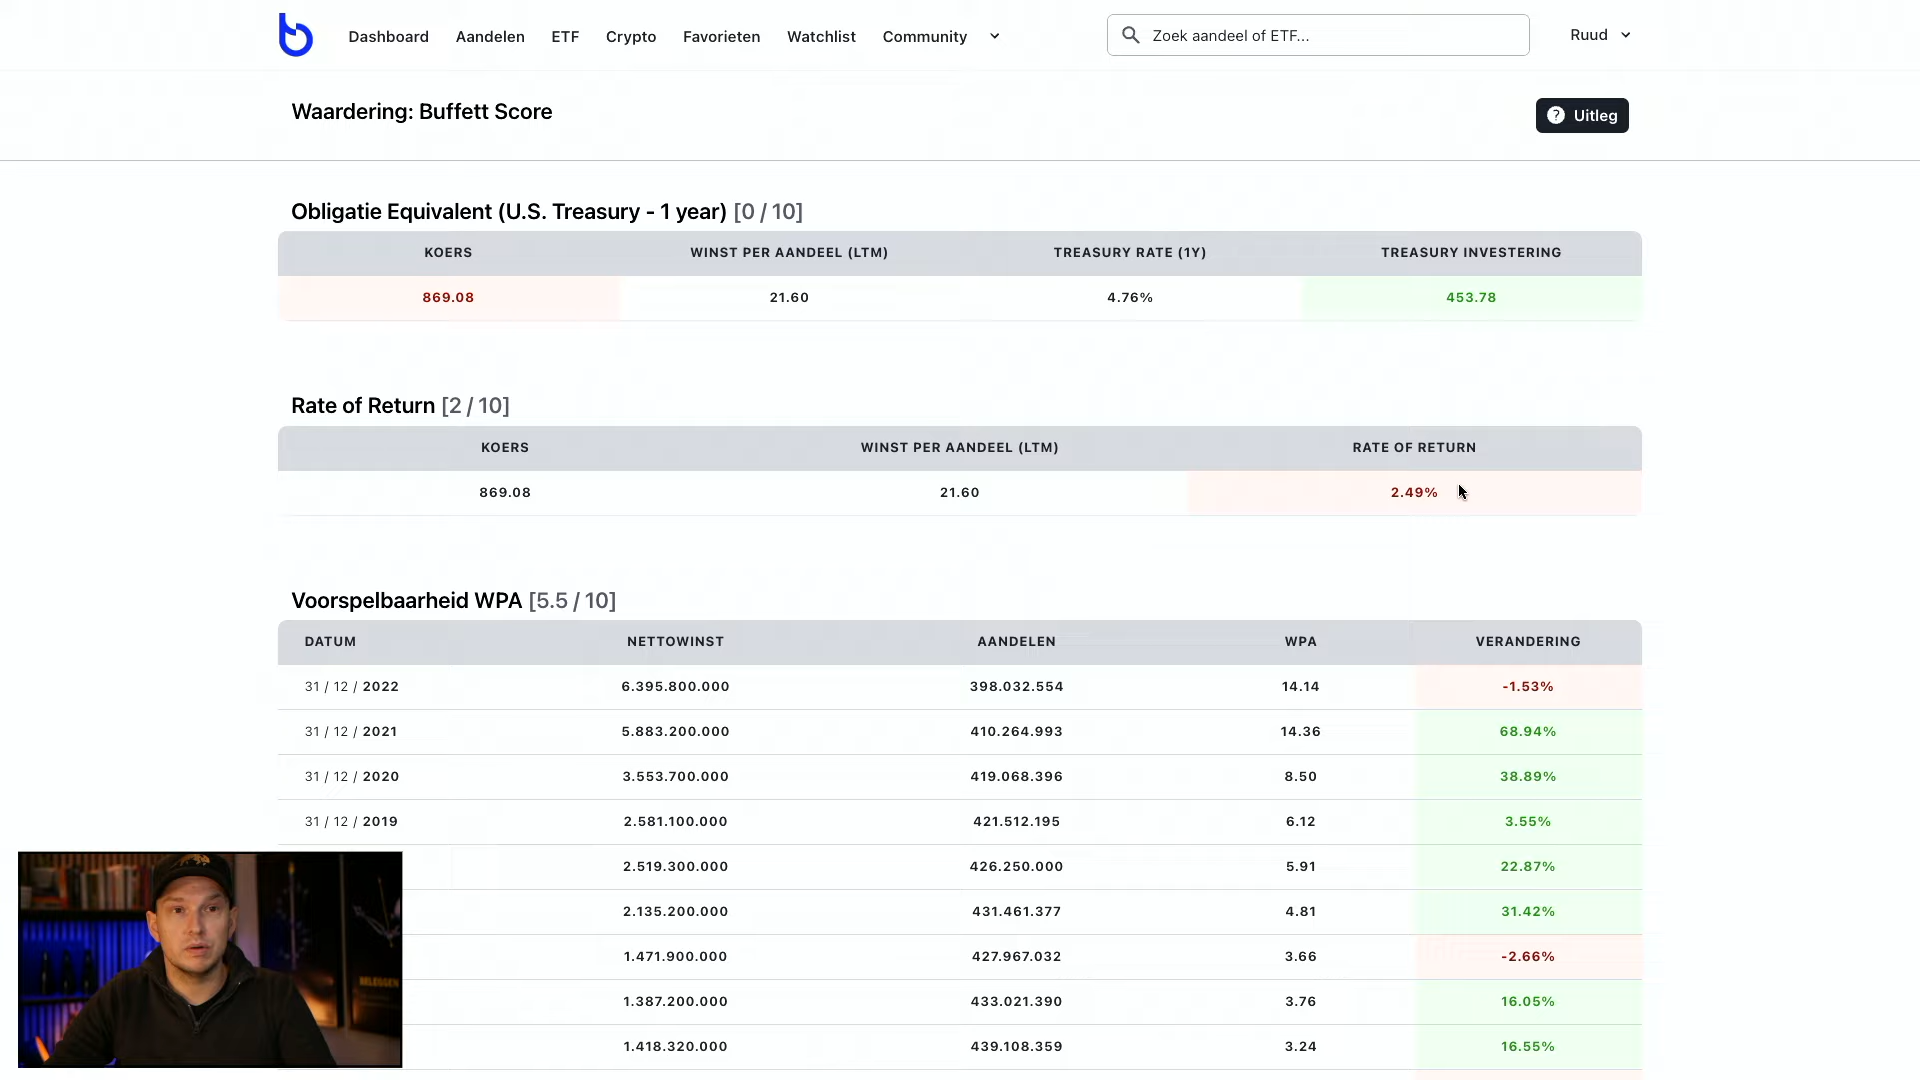 Dashboard Aandelen ETF Crypto Favorieten Watchlist Community Zoek aandeel of ETF... Ruud
Waardering: Buffett Score
? Uitleg
Obligatie Equivalent (U.S. Treasury - 1 year) [0 / 10]
KOERS WINST PER AANDEEL (LTM) TREASURY RATE (1Y) TREASURY INVESTERING
869.08 21.60 4.76% 453.78
Rate of Return [2 / 10]
KOERS WINST PER AANDEEL (LTM) RATE OF RETURN
869.08 21.60 2.49%
Voorspelbaarheid WPA [5.5 / 10]
DATUM NETTOWINST AANDELEN WPA VERANDERING
31 / 12 / 2022 6.395.800.000 398.032.554 14.14 -1.53%
31 / 12 / 2021 5.883.200.000 410.264.993 14.36 68.94%
31 / 12 / 2020 3.553.700.000 419.068.396 8.50 38.89%
31 / 12 / 2019 2.581.100.000 421.512.195 6.12 3.55%
2.519.300.000 426.250.000 5.91 22.87%
2.135.200.000 431.461.377 4.81 31.42%
1.471.900.000 427.967.032 3.66 -2.66%
1.387.200.000 433.021.390 3.76 16.05%
1.418.320.000 439.108.359 3.24 16.55%
BELEGGEN